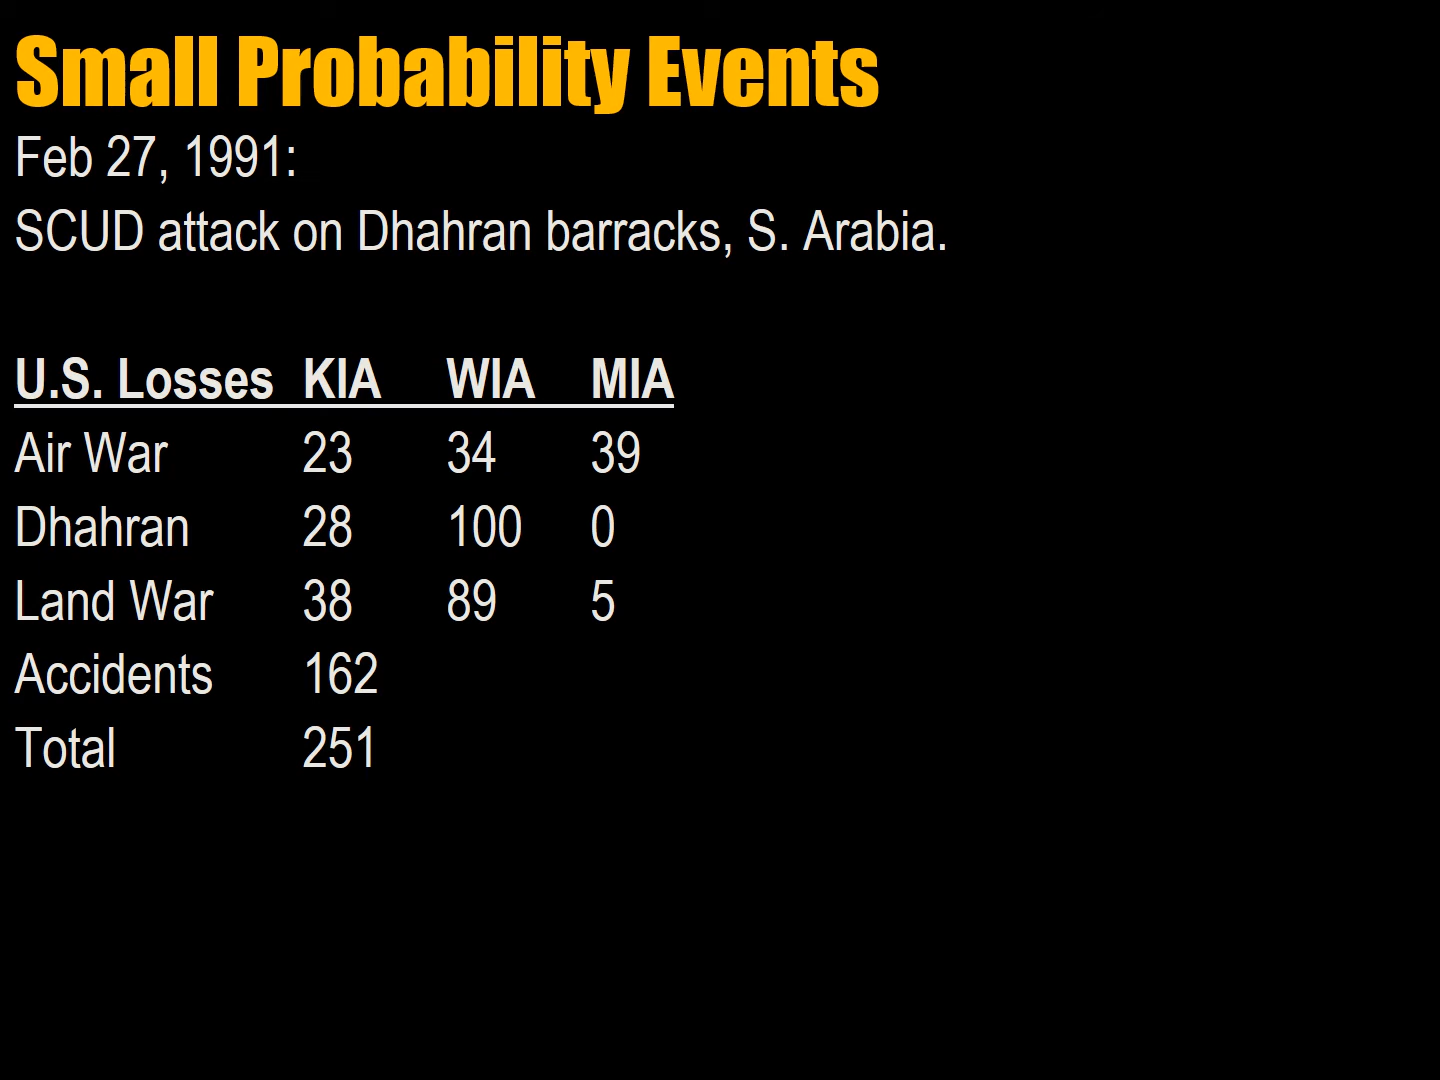 Small Probability Events
Feb 27, 1991:
SCUD attack on Dhahran barracks, S. Arabia.
U.S. Losses KIA WIA MIA
Air War 23 34 39
Dhahran 28 100 0
Land War 38 89 5
Accidents 162
Total 251